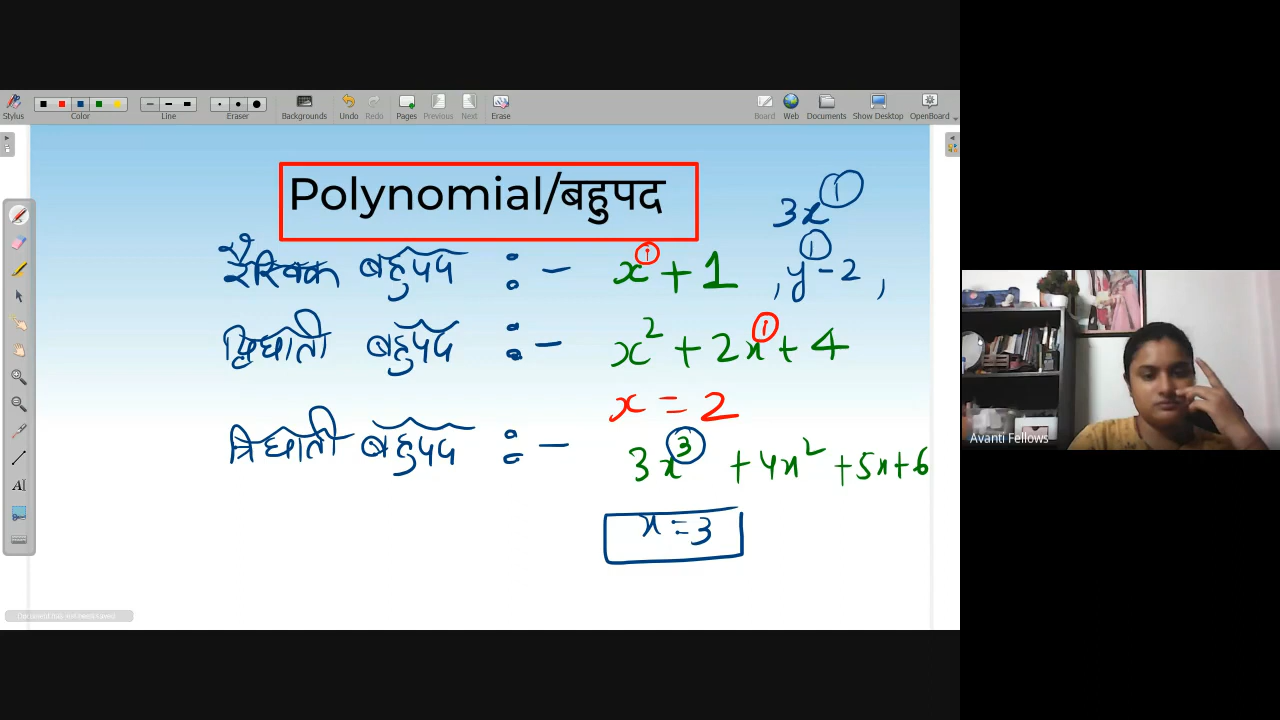 Stylus Color Line Eraser Backgrounds Undo Redo Pages Previous Next Erase Board Web Documents Show Desktop OpenBoard
Polynomial/बहुपद
3x¹
रैखिक बहुपद :- x¹ + 1 , y¹ - 2 ,
द्विघाती बहुपद :- x² + 2x¹ + 4
x = 2
त्रिघाती बहुपद :- 3x³ + 4x² + 5x + 6
x = 3
Avanti Fellows